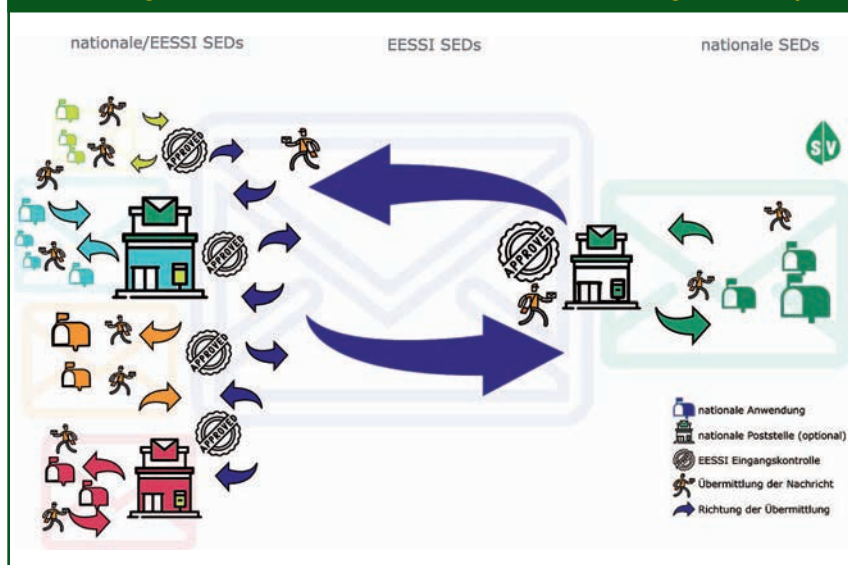 nationale/EESSI SEDs
EESSI SEDs
nationale SEDs
SV
APPROVED
APPROVED
APPROVED
APPROVED
APPROVED
nationale Anwendung
nationale Poststelle (optional)
EESSI Eingangskontrolle
Übermittlung der Nachricht
Richtung der Übermittlung